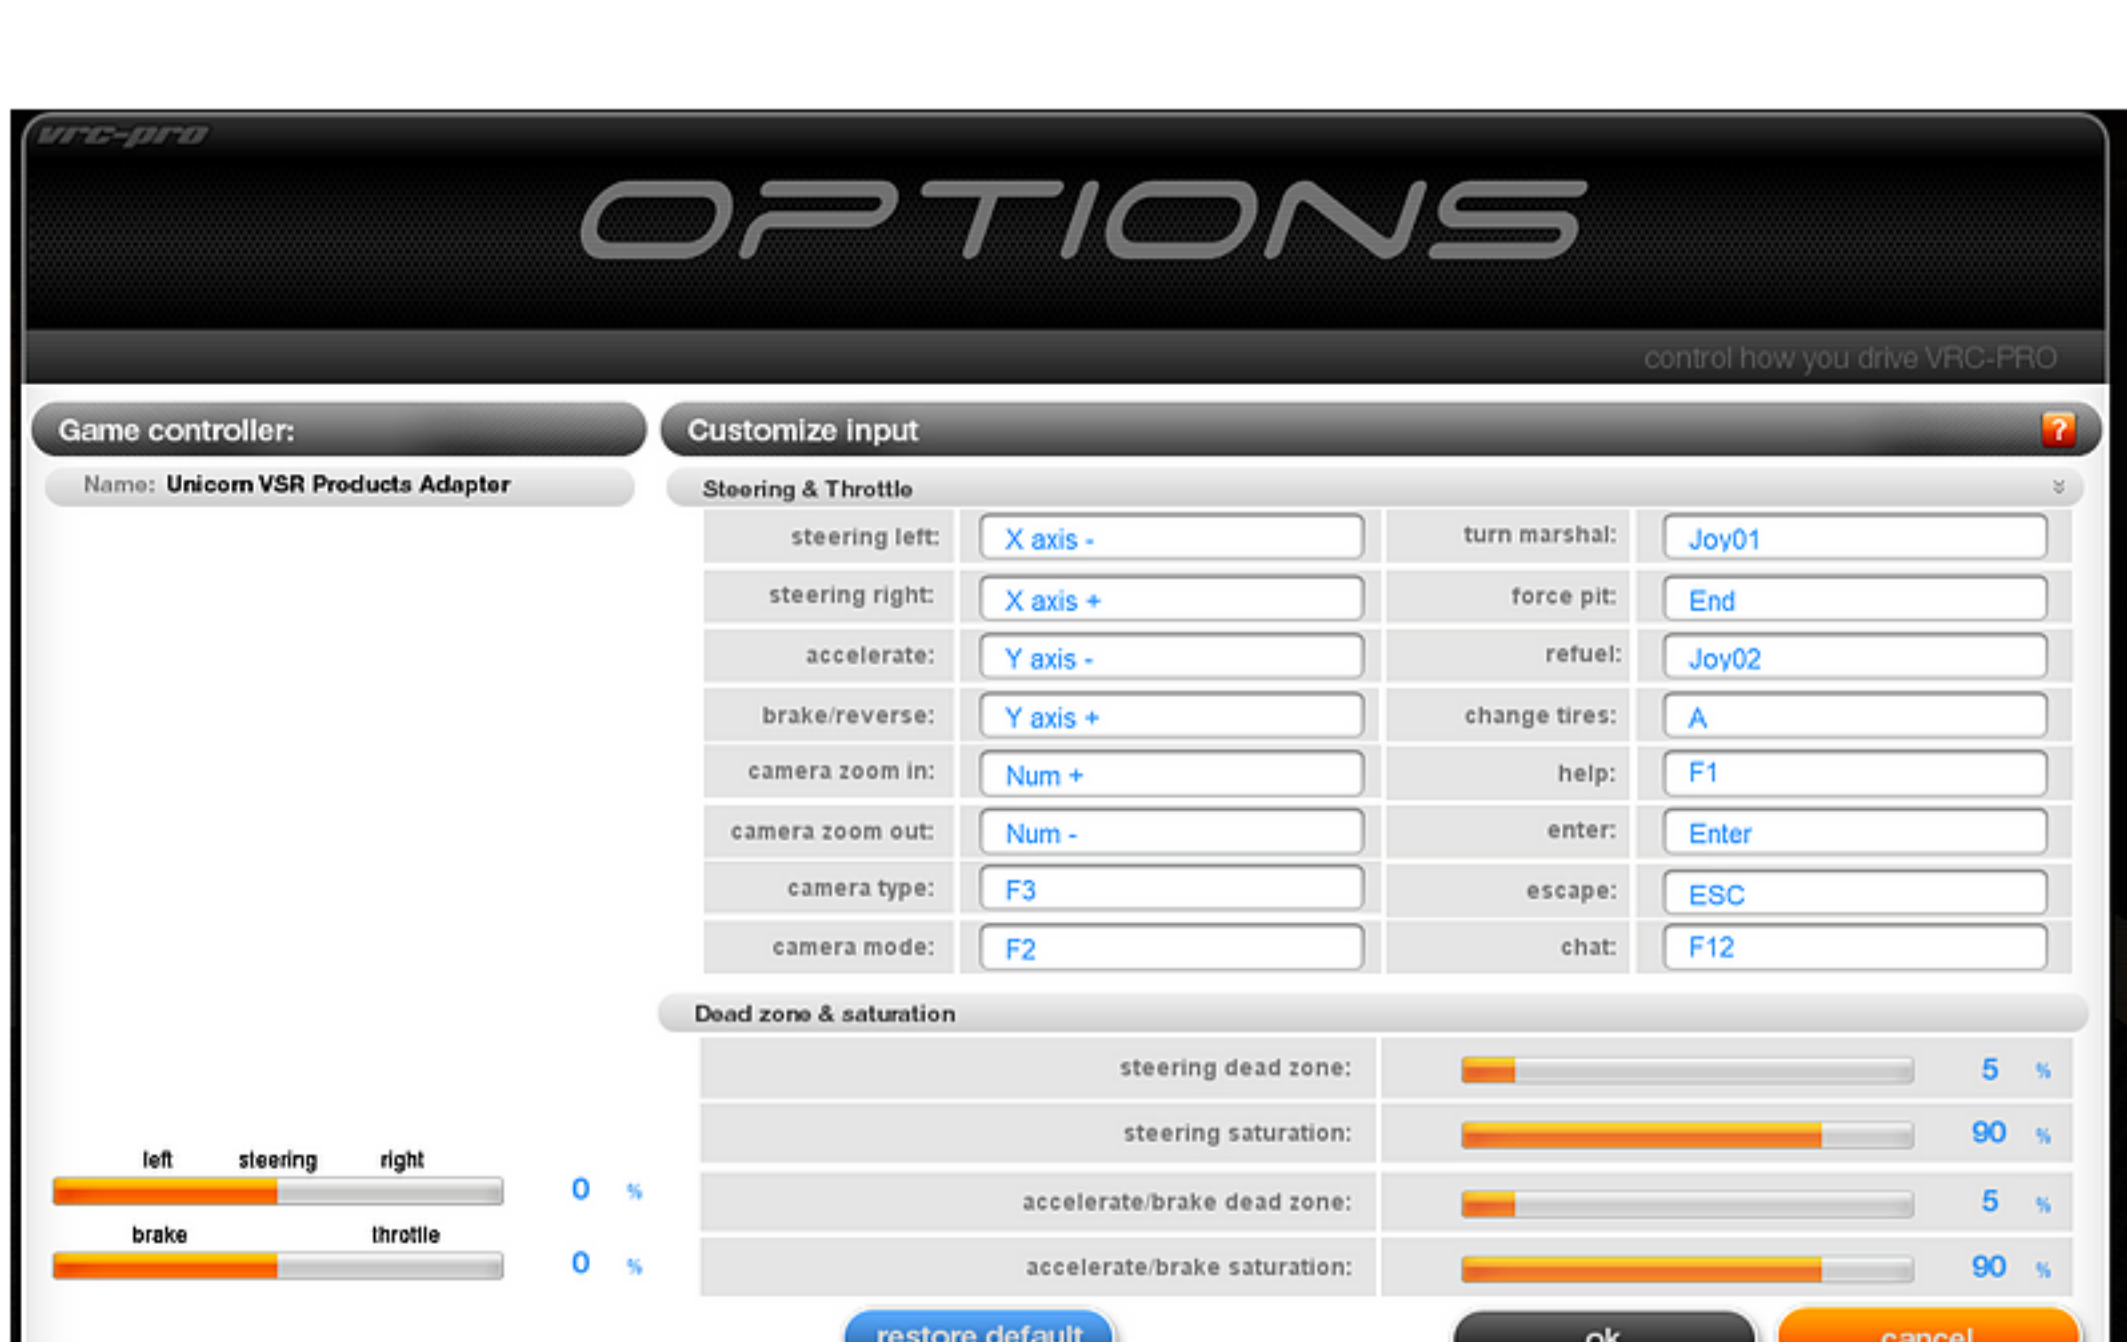 vrc-pro
OPTIONS
control how you drive VRC-PRO
Game controller:
Name: Unicorn VSR Products Adapter
Customize input
?
Steering & Throttle
steering left: X axis - turn marshal: Joy01
steering right: X axis + force pit: End
accelerate: Y axis - refuel: Joy02
brake/reverse: Y axis + change tires: A
camera zoom in: Num + help: F1
camera zoom out: Num - enter: Enter
camera type: F3 escape: ESC
camera mode: F2 chat: F12
Dead zone & saturation
steering dead zone: 5 %
steering saturation: 90 %
accelerate/brake dead zone: 5 %
accelerate/brake saturation: 90 %
left steering right
0 %
brake throttle
0 %
restore default ok cancel